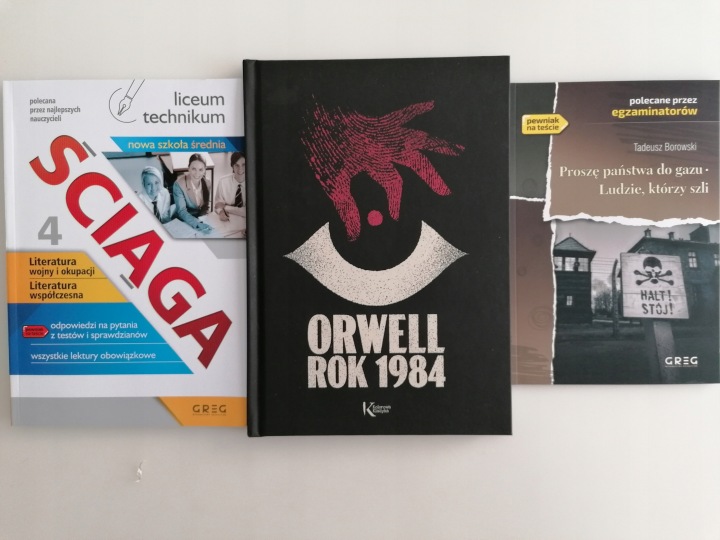 polecana
przez najlepszych
nauczycieli
liceum
technikum
nowa szkoła średnia
ŚCIĄGA
4
Literatura
wojny i okupacji
Literatura
współczesna
odpowiedzi na pytania
z testów i sprawdzianów
wszystkie lektury obowiązkowe
GREG
ORWELL
ROK 1984
K Kolorowa
Klasyka
polecane przez
egzaminatorów
pewniak
na teście
Tadeusz Borowski
Proszę państwa do gazu •
Ludzie, którzy szli
HALT!
STÓJ!
GREG